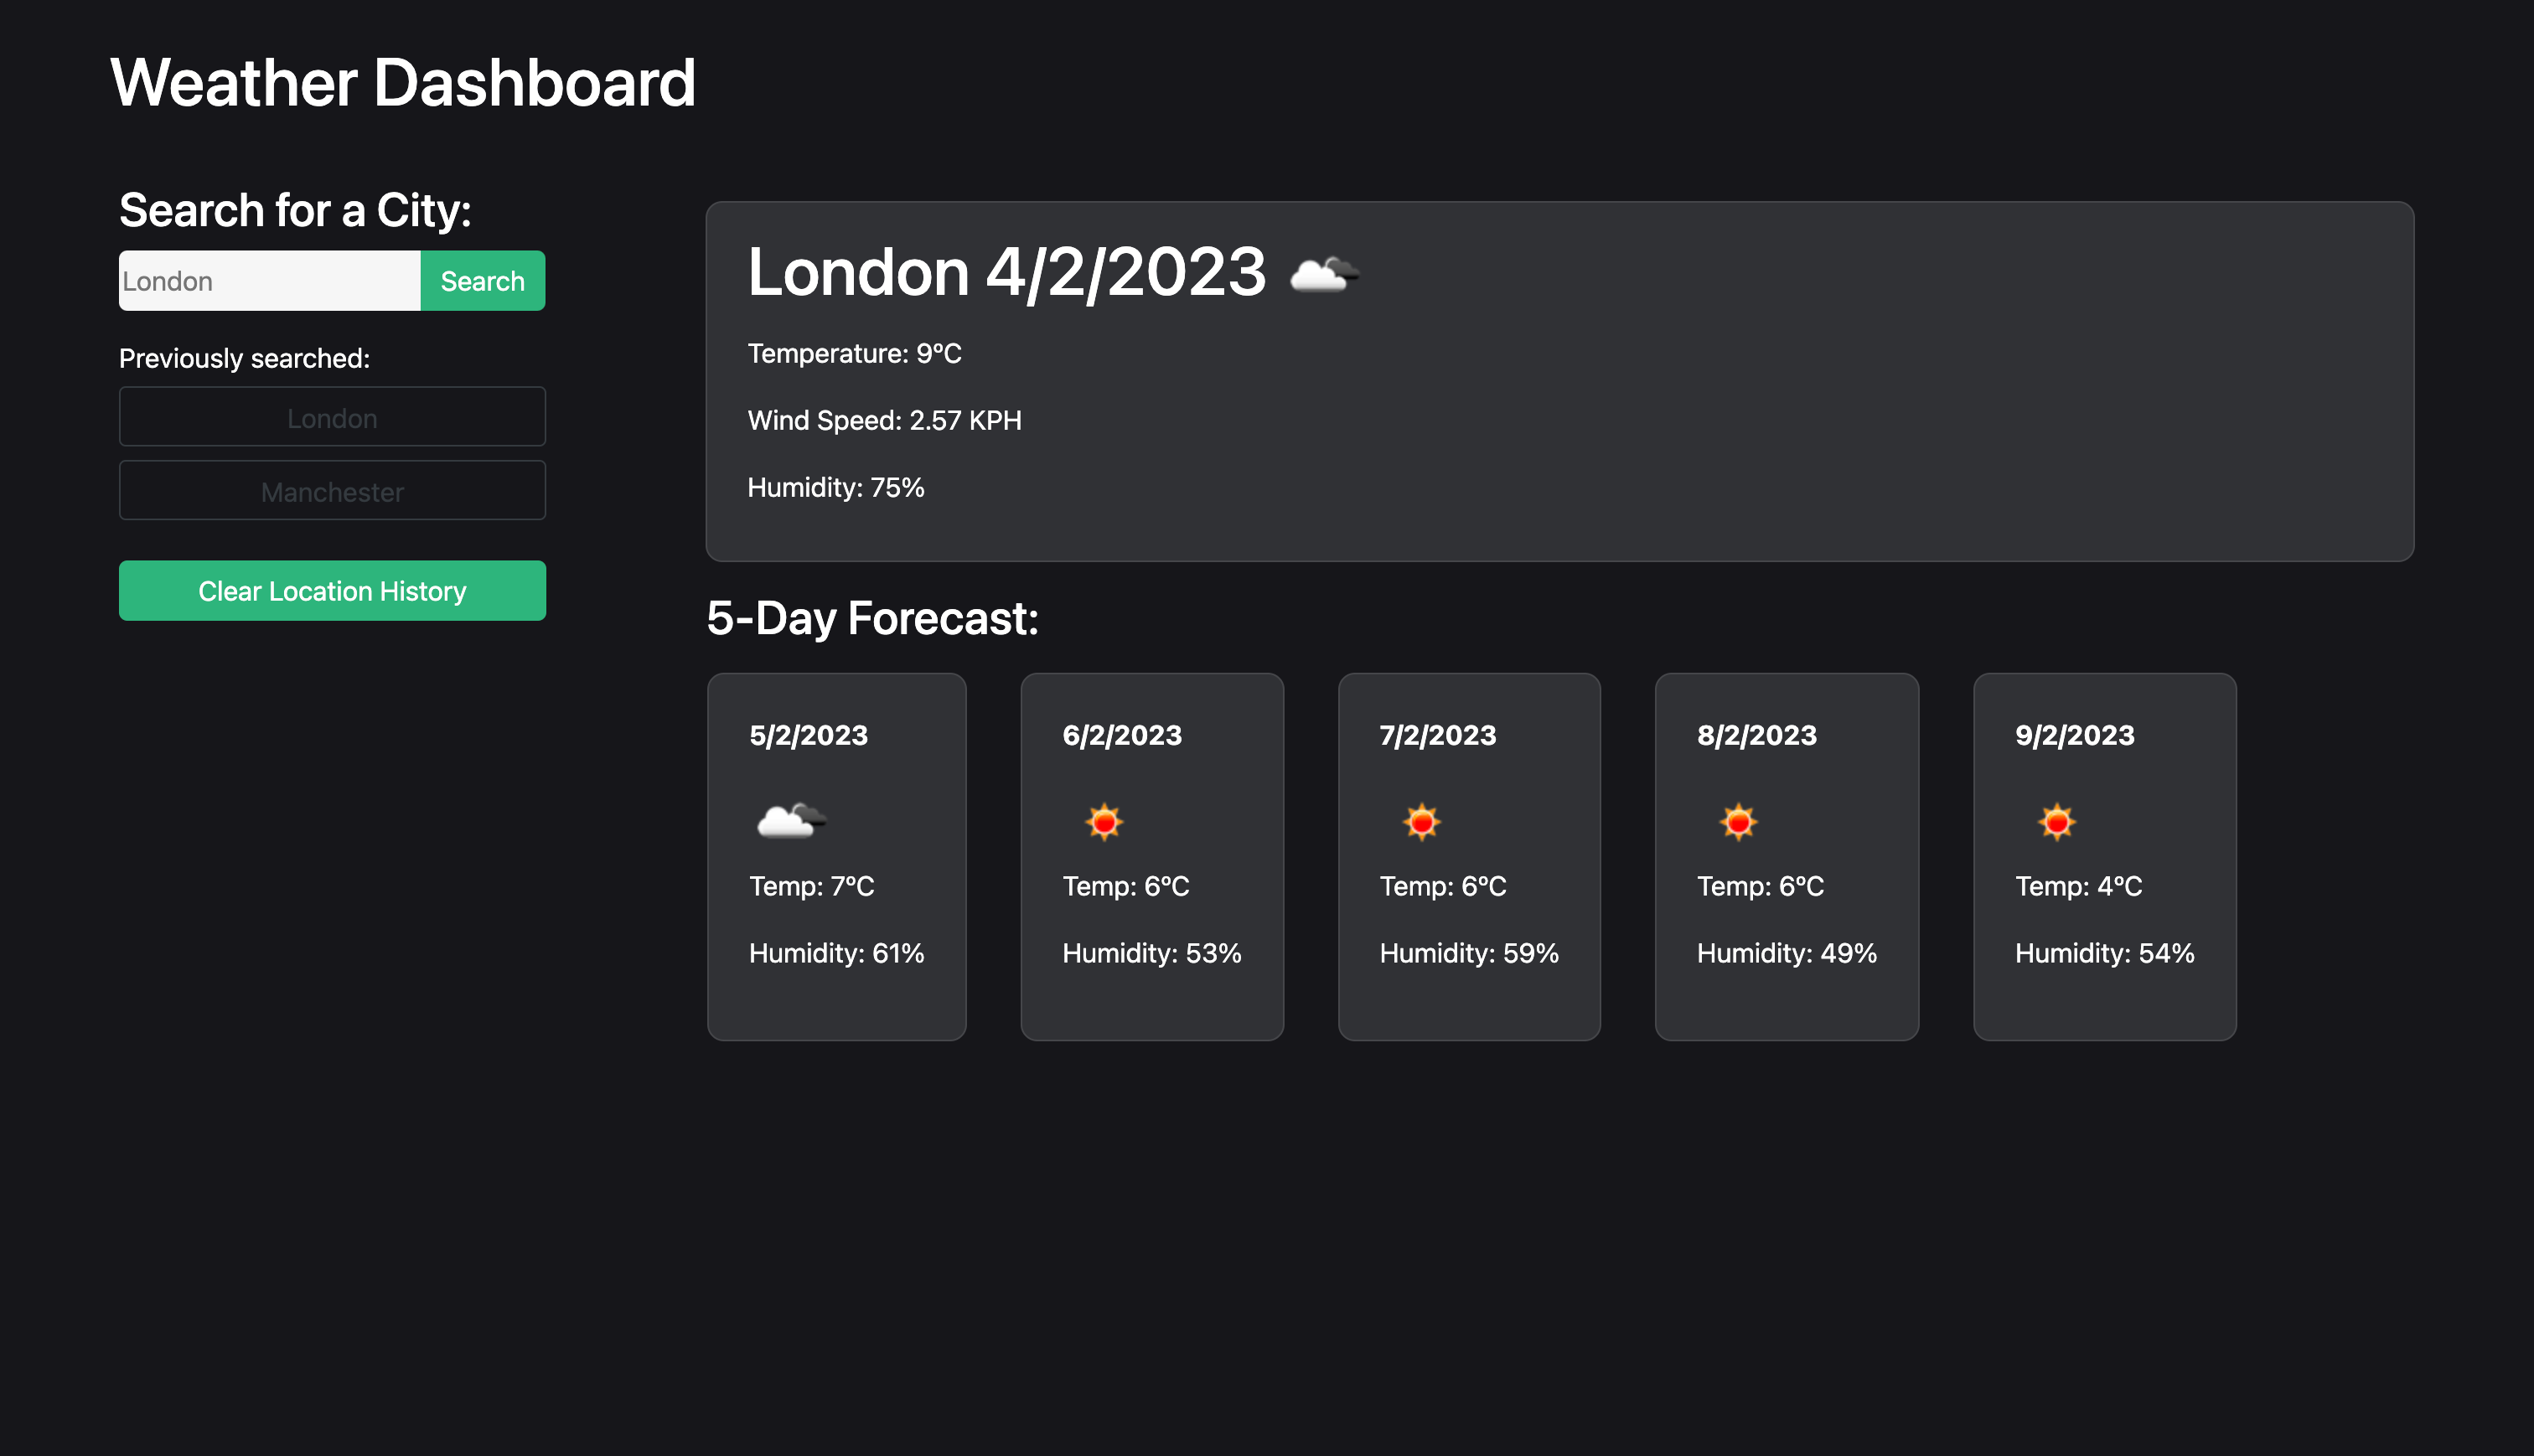 Weather Dashboard
Search for a City:
London
Search
Previously searched:
London
Manchester
Clear Location History
London 4/2/2023
Temperature: 9°C
Wind Speed: 2.57 KPH
Humidity: 75%
5-Day Forecast:
5/2/2023
Temp: 7°C
Humidity: 61%
6/2/2023
Temp: 6°C
Humidity: 53%
7/2/2023
Temp: 6°C
Humidity: 59%
8/2/2023
Temp: 6°C
Humidity: 49%
9/2/2023
Temp: 4°C
Humidity: 54%